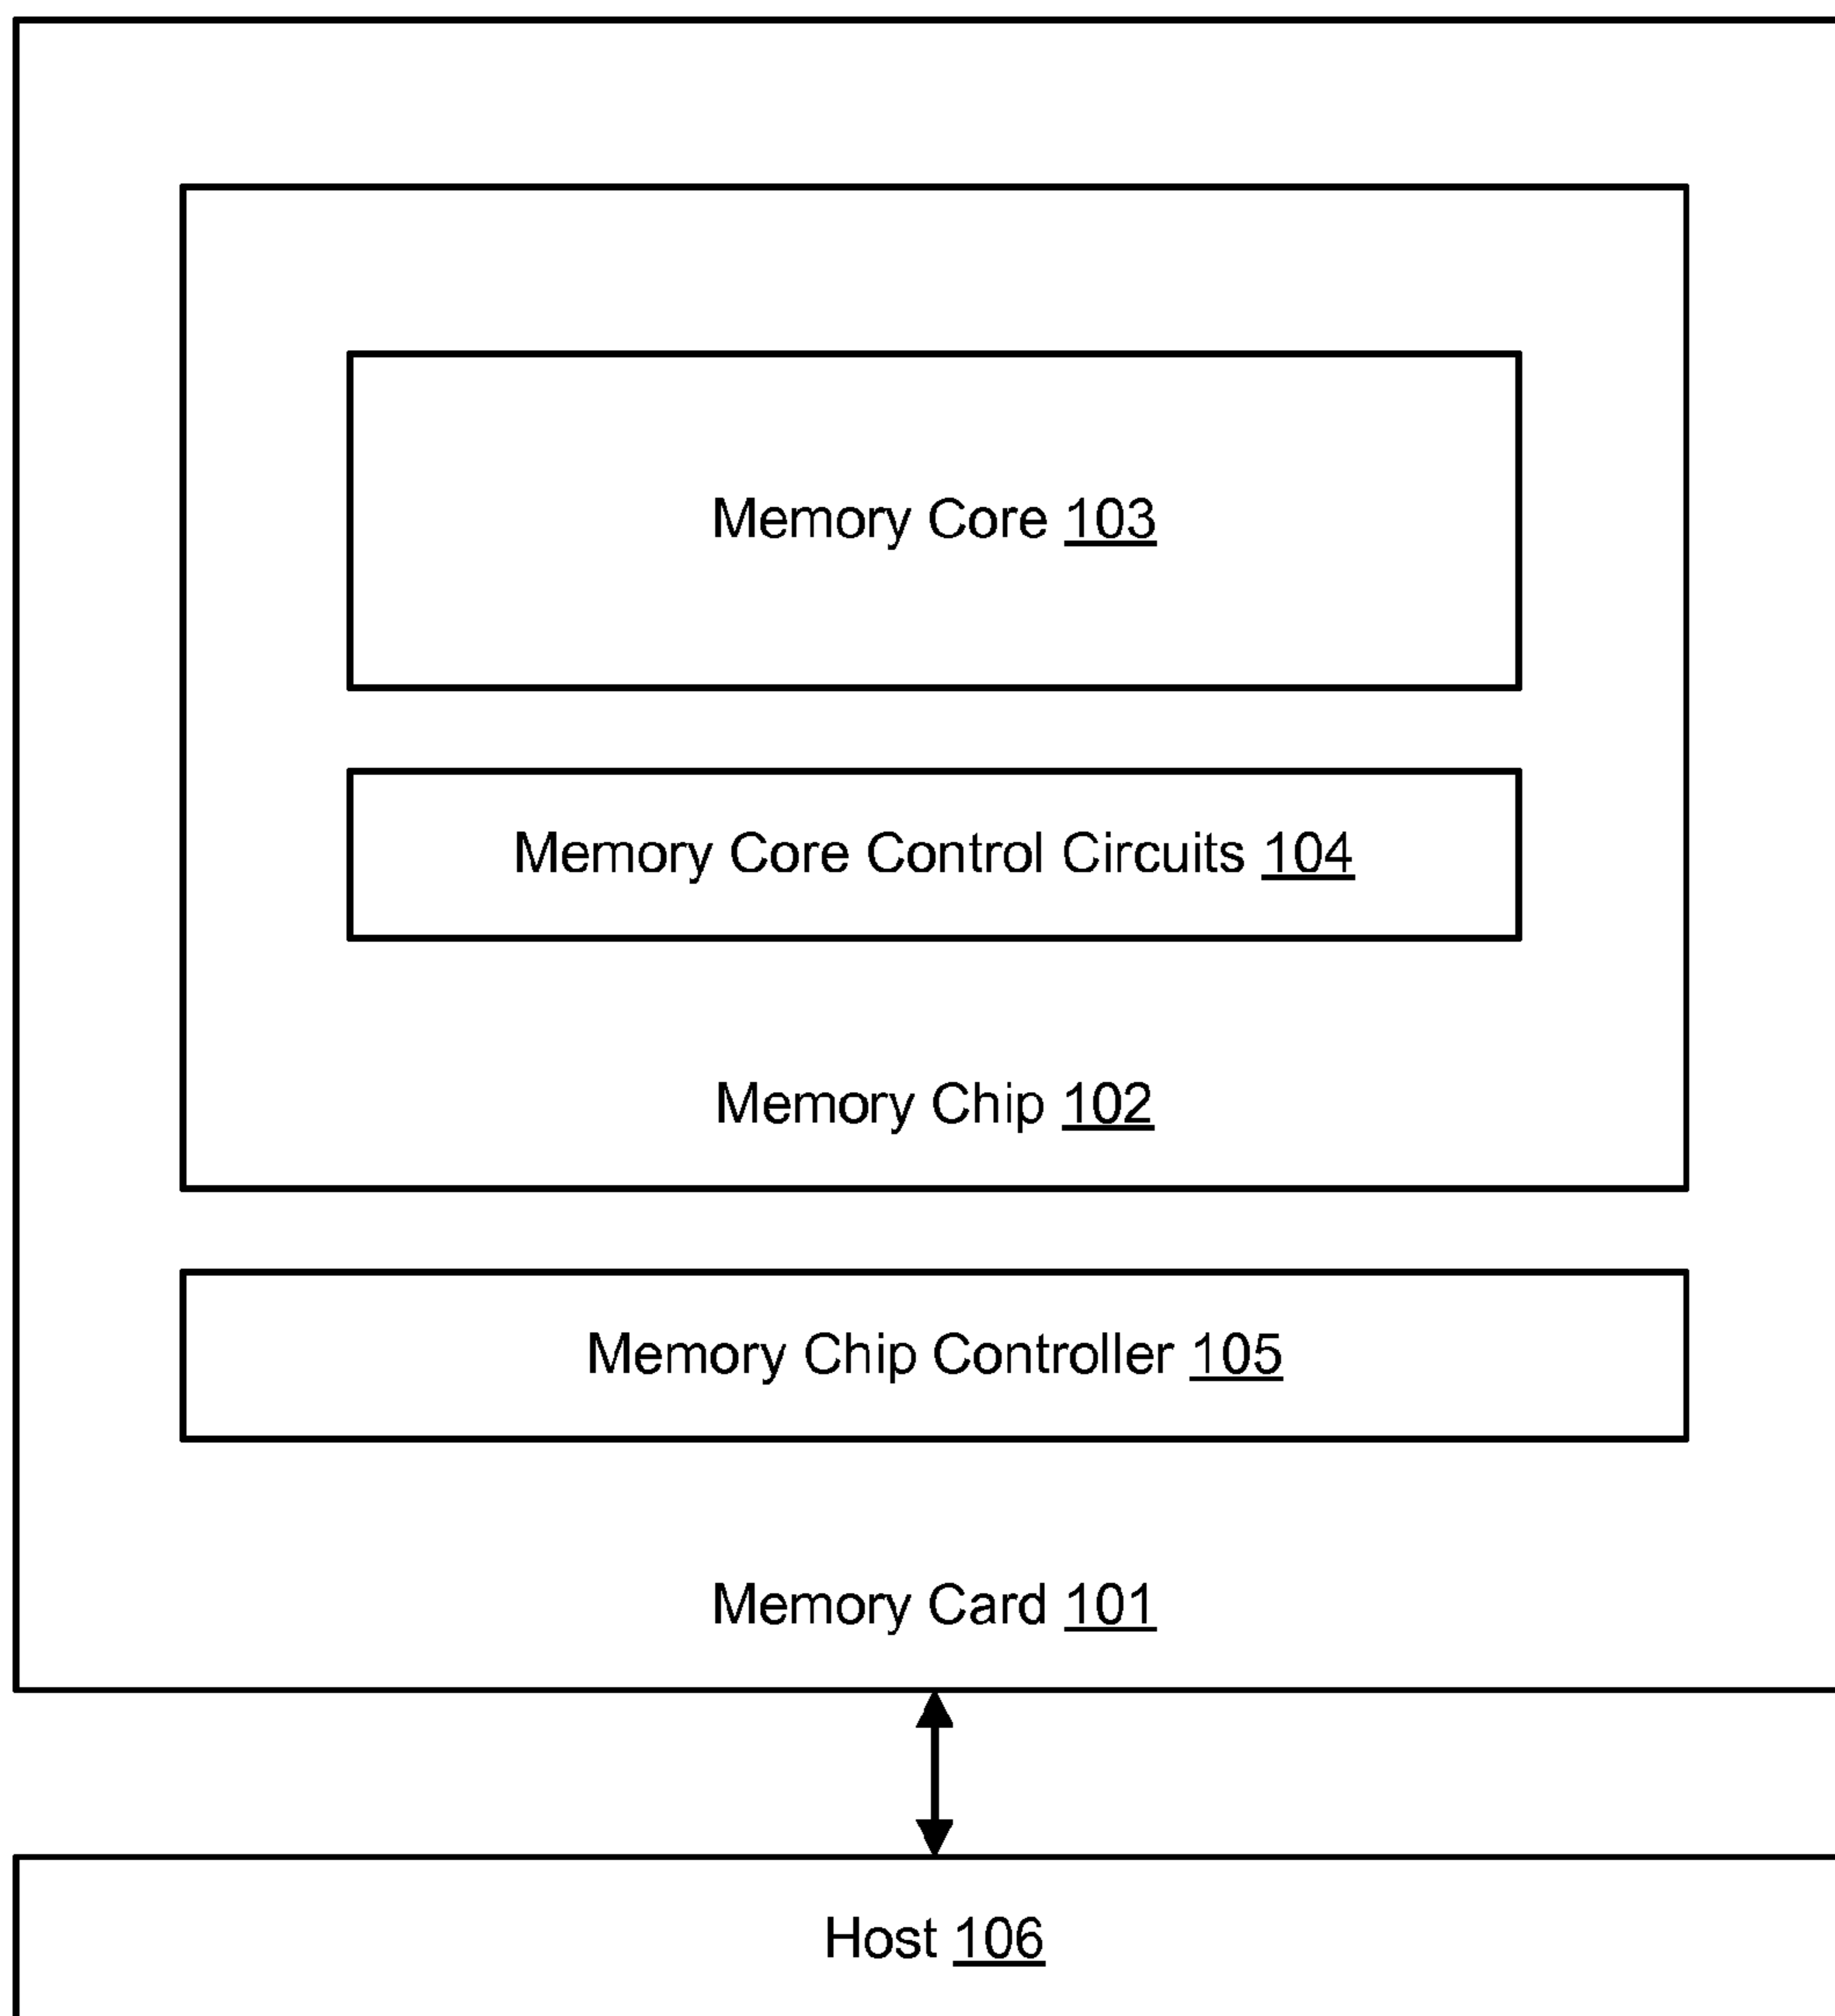 Memory Core 103
Memory Core Control Circuits 104
Memory Chip 102
Memory Chip Controller 105
Memory Card 101
Host 106